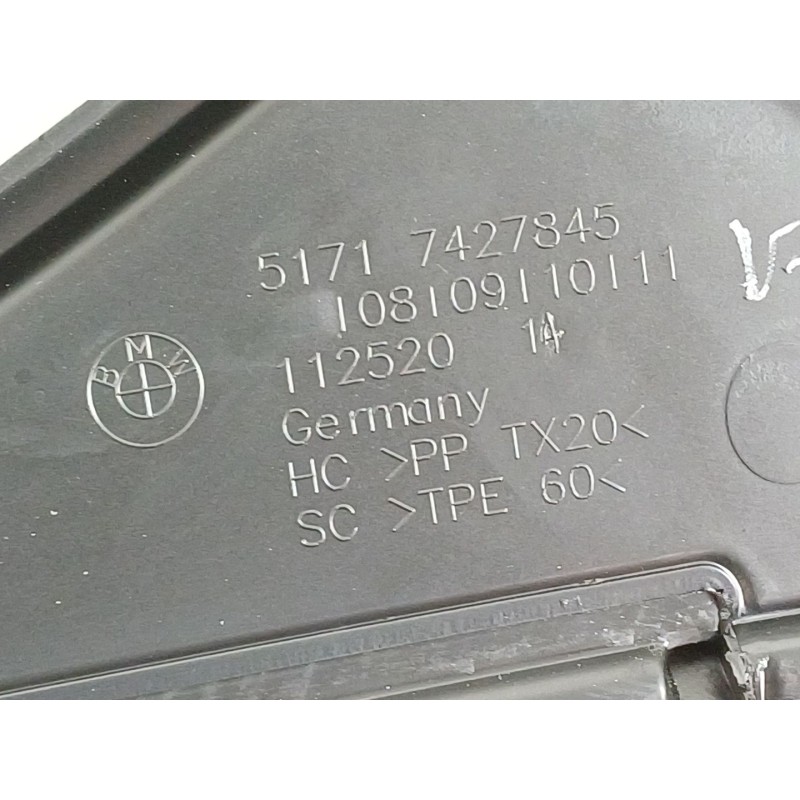 BMW
5171 7427845
108109110111
112520 14
Germany
HC >PP TX20<
SC >TPE 60<